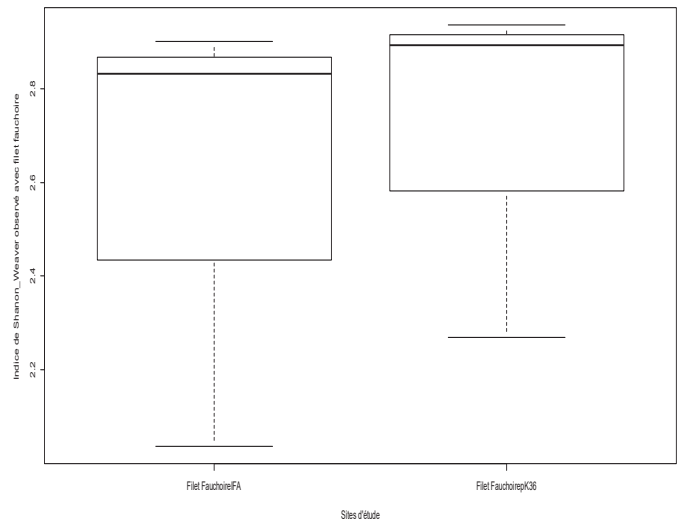 Indice de Shanon_Weaver observé avec filet fauchoire
2.8
2.6
2.4
2.2
Filet FauchoireIFA
Filet FauchoirepK36
Sites d'étude